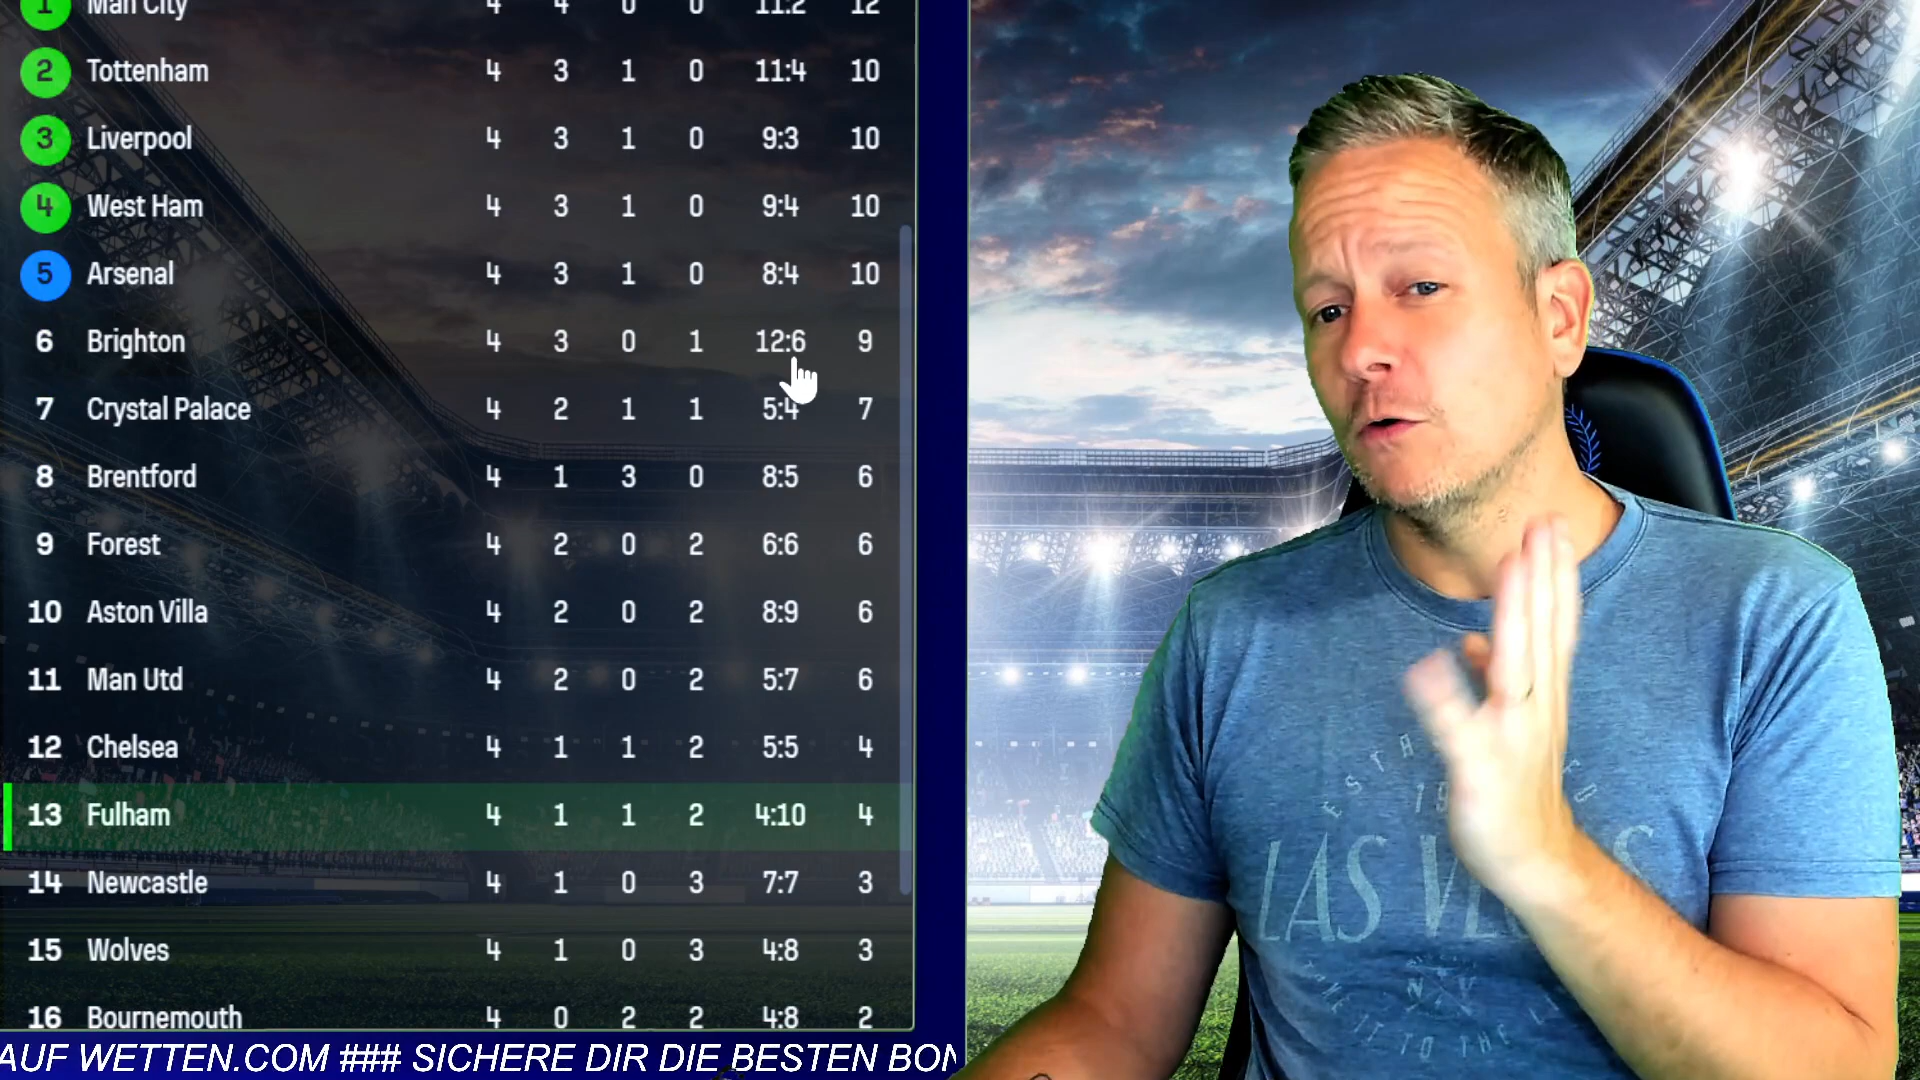 1 Man City 4 4 0 0 11:2 12
2 Tottenham 4 3 1 0 11:4 10
3 Liverpool 4 3 1 0 9:3 10
4 West Ham 4 3 1 0 9:4 10
5 Arsenal 4 3 1 0 8:4 10
6 Brighton 4 3 0 1 12:6 9
7 Crystal Palace 4 2 1 1 5:4 7
8 Brentford 4 1 3 0 8:5 6
9 Forest 4 2 0 2 6:6 6
10 Aston Villa 4 2 0 2 8:9 6
11 Man Utd 4 2 0 2 5:7 6
12 Chelsea 4 1 1 2 5:5 4
13 Fulham 4 1 1 2 4:10 4
14 Newcastle 4 1 0 3 7:7 3
15 Wolves 4 1 0 3 4:8 3
16 Bournemouth 4 0 2 2 4:8 2
AUF WETTEN.COM ### SICHERE DIR DIE BESTEN BON
LAS